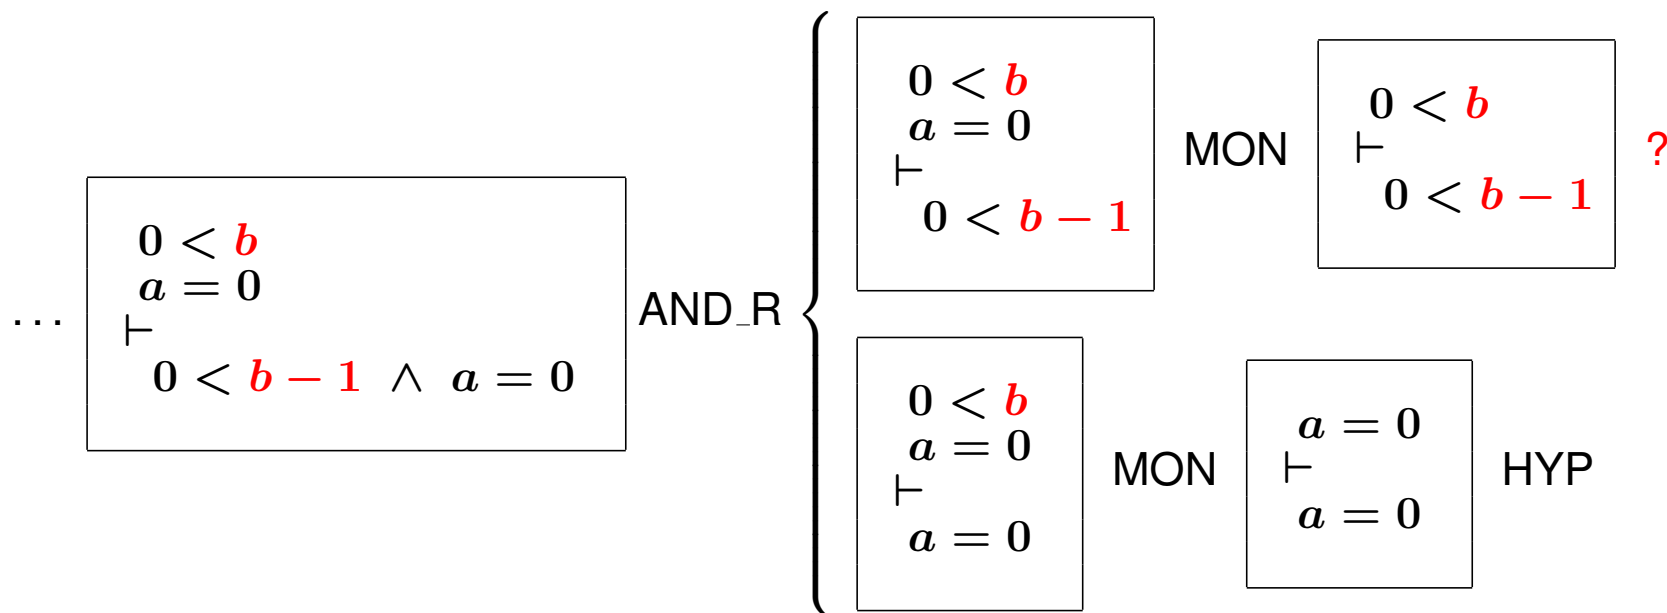 ...
0 < b
a = 0
⊢
0 < b − 1 ∧ a = 0
AND_R
0 < b
a = 0
⊢
0 < b − 1
MON
0 < b
⊢
0 < b − 1
?
0 < b
a = 0
⊢
a = 0
MON
a = 0
⊢
a = 0
HYP